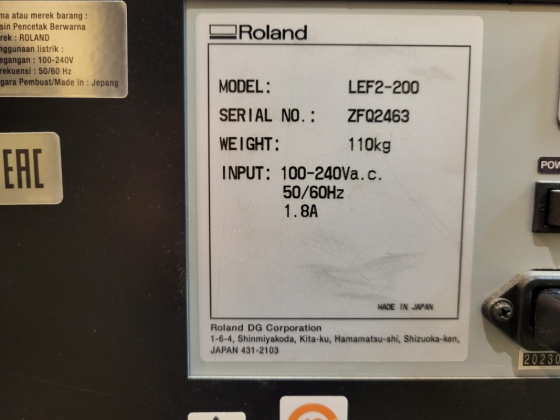 ma atau merek barang :
sin Pencetak Berwarna
rek : ROLAND
nggunaan listrik :
egangan : 100-240V
rekuensi : 50/60 Hz
gara Pembuat/Made in : Jepang
EAC
Roland
MODEL: LEF2-200
SERIAL NO.: ZFQ2463
WEIGHT: 110kg
INPUT: 100-240Va.c.
50/60Hz
1.8A
MADE IN JAPAN
Roland DG Corporation
1-6-4, Shinmiyakoda, Kita-ku, Hamamatsu-shi, Shizuoka-ken,
JAPAN 431-2103
POW
20230